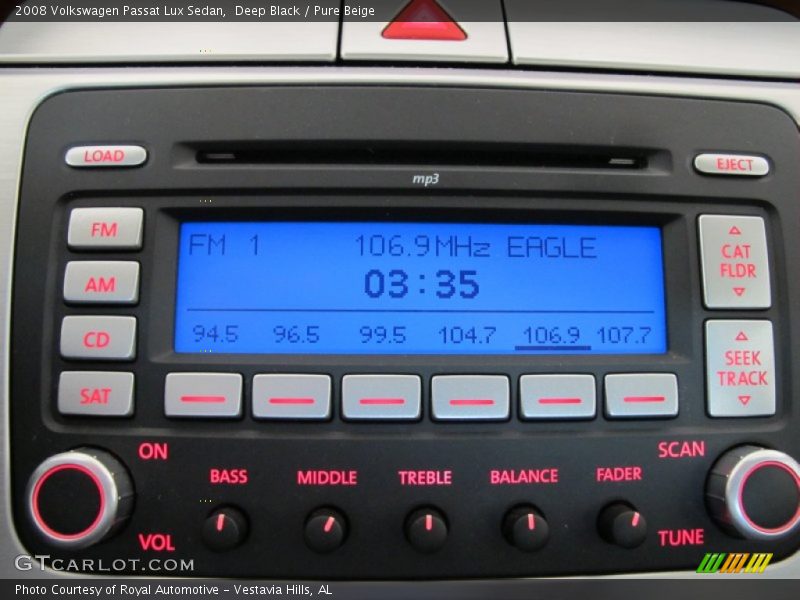 2008 Volkswagen Passat Lux Sedan,  Deep Black / Pure Beige
LOAD
EJECT
mp3
FM
AM
CD
SAT
FM 1 106.9MHz EAGLE
03:35
94.5 96.5 99.5 104.7 106.9 107.7
CAT
FLDR
SEEK
TRACK
ON
SCAN
BASS MIDDLE TREBLE BALANCE FADER
VOL
TUNE
GTCARLOT.COM
Photo Courtesy of Royal Automotive - Vestavia Hills, AL